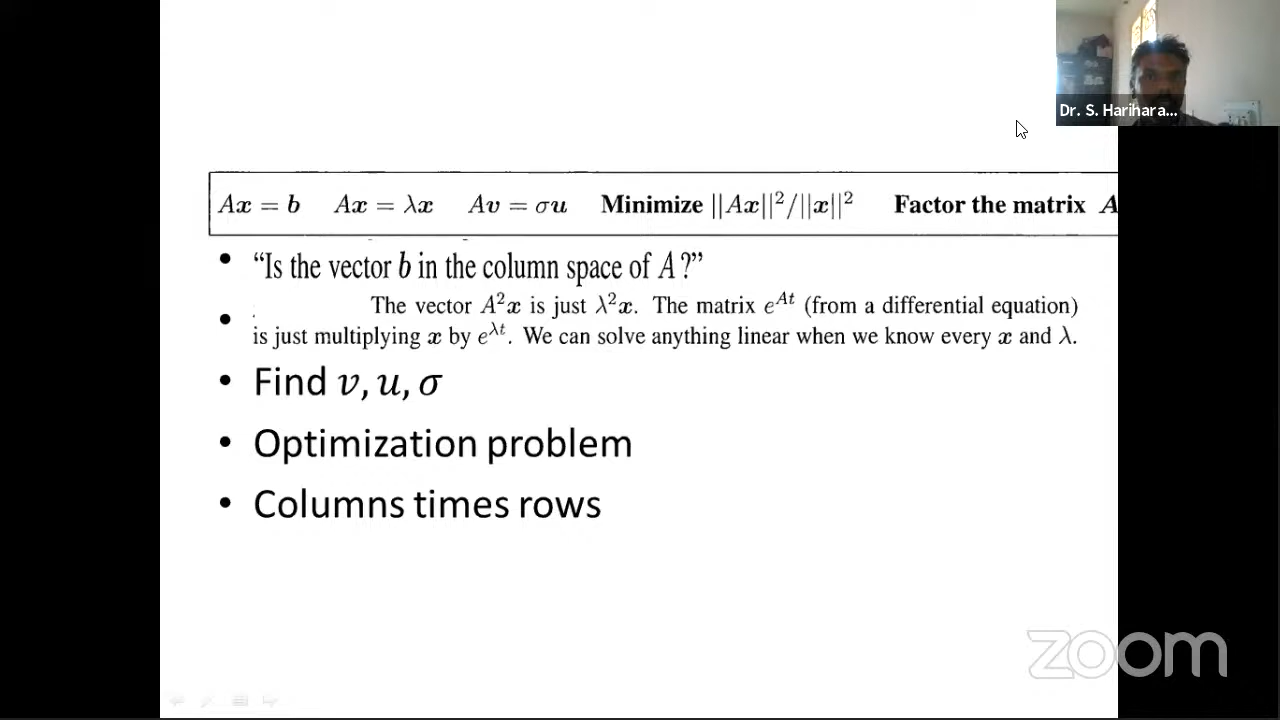 Dr. S. Harihara...
Ax = b Ax = λx Av = σu Minimize ||Ax||²/||x||² Factor the matrix A
• “Is the vector b in the column space of A?”
• The vector A²x is just λ²x. The matrix e^{At} (from a differential equation)
is just multiplying x by e^{λt}. We can solve anything linear when we know every x and λ.
• Find v, u, σ
• Optimization problem
• Columns times rows
zoom